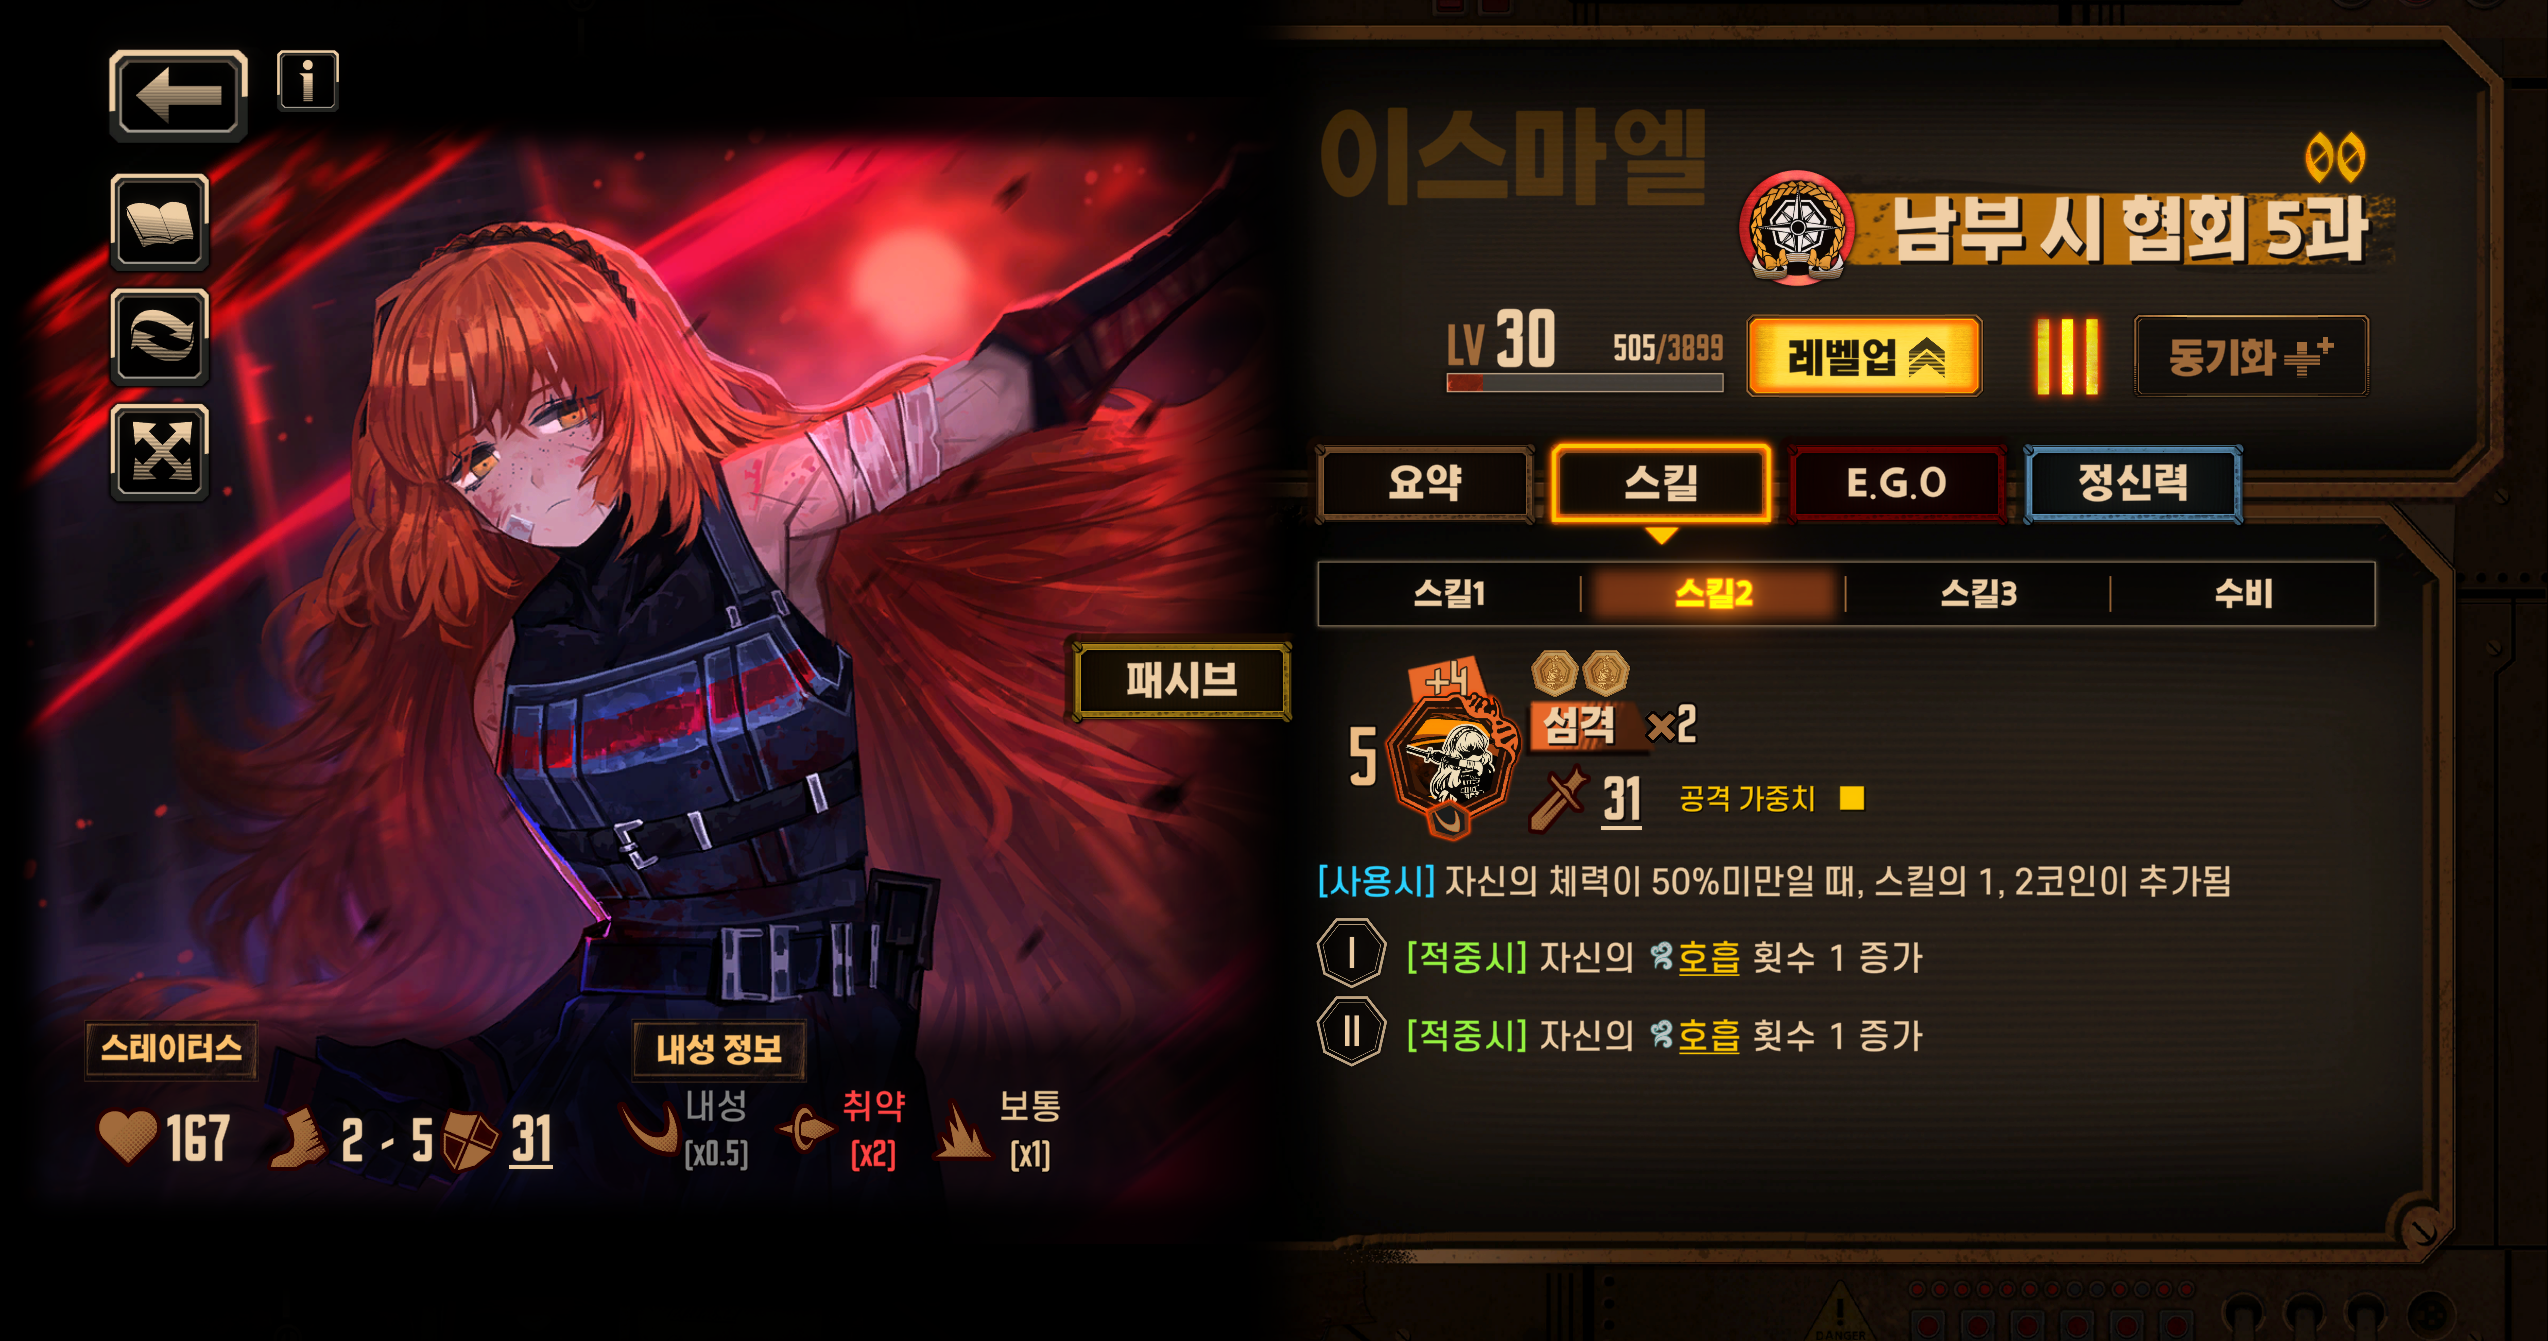 i
이스마엘
00
남부 시 협회 5과
LV 30 505/3899
레벨업
III
동기화
요약
스킬
E.G.O
정신력
스킬1
스킬2
스킬3
수비
패시브
+4
5
섬격 ×2
31 공격 가중치
[사용시] 자신의 체력이 50%미만일 때, 스킬의 1, 2코인이 추가됨
I [적중시] 자신의 호흡 횟수 1 증가
II [적중시] 자신의 호흡 횟수 1 증가
스테이터스
167 2 - 5 31
내성 정보
내성 취약 보통
[x0.5] [x2] [x1]
DANGER